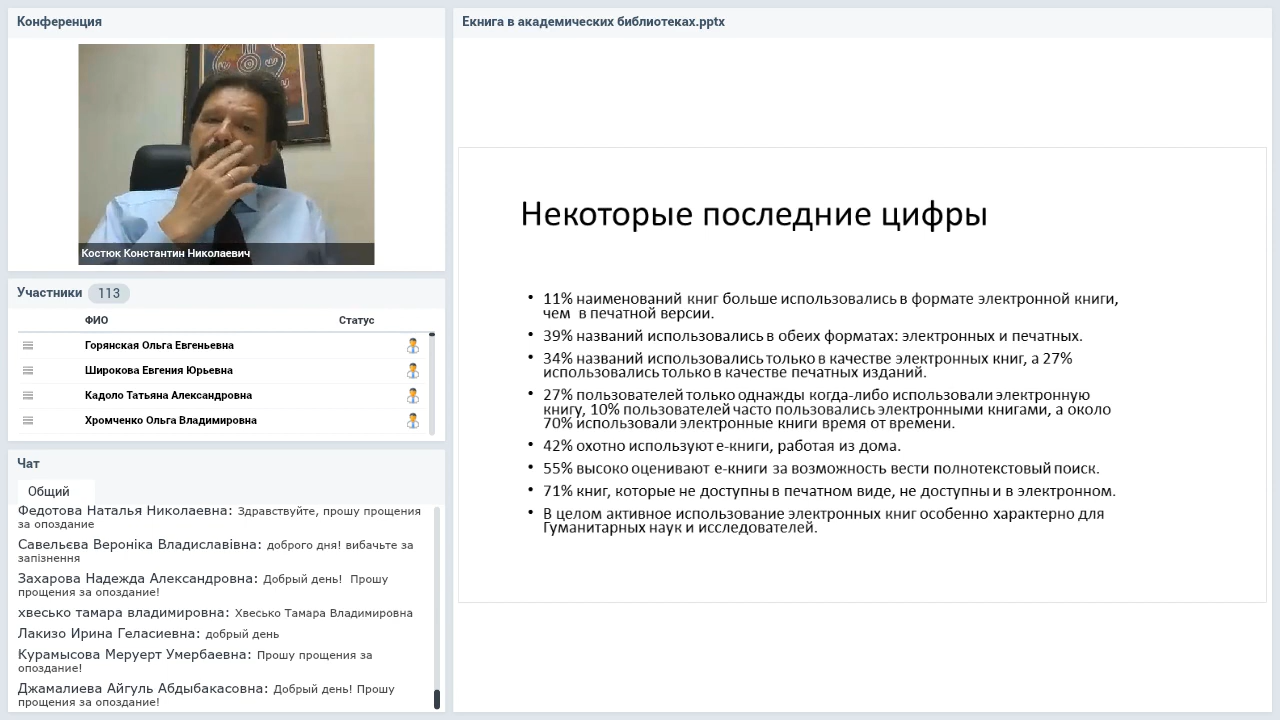 Конференция
Костюк Константин Николаевич
Участники 113
ФИО Статус
Горянская Ольга Евгеньевна
Широкова Евгения Юрьевна
Кадоло Татьяна Александровна
Хромченко Ольга Владимировна
Чат
Общий
Федотова Наталья Николаевна: Здравствуйте, прошу прощения
за опоздание
Савельєва Вероніка Владиславівна: доброго дня! вибачьте за
запізнення
Захарова Надежда Александровна: Добрый день! Прошу
прощения за опоздание!
хвесько тамара владимировна: Хвесько Тамара Владимировна
Лакизо Ирина Геласиевна: добрый день
Курамысова Меруерт Умербаевна: Прошу прощения за
опоздание!
Джамалиева Айгуль Абдыбакасовна: Добрый день! Прошу
прощения за опоздание!
Екнига в академических библиотеках.pptx
Некоторые последние цифры
• 11% наименований книг больше использовались в формате электронной книги,
чем в печатной версии.
• 39% названий использовались в обеих форматах: электронных и печатных.
• 34% названий использовались только в качестве электронных книг, а 27%
использовались только в качестве печатных изданий.
• 27% пользователей только однажды когда-либо использовали электронную
книгу, 10% пользователей часто пользовались электронными книгами, а около
70% использовали электронные книги время от времени.
• 42% охотно используют е-книги, работая из дома.
• 55% высоко оценивают е-книги за возможность вести полнотекстовый поиск.
• 71% книг, которые не доступны в печатном виде, не доступны и в электронном.
• В целом активное использование электронных книг особенно характерно для
Гуманитарных наук и исследователей.